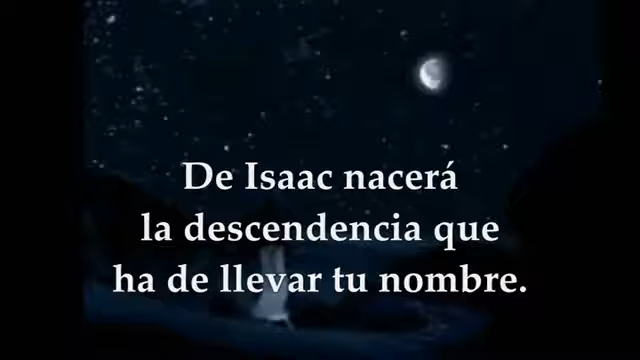 De Isaac nacerá
la descendencia que
ha de llevar tu nombre.